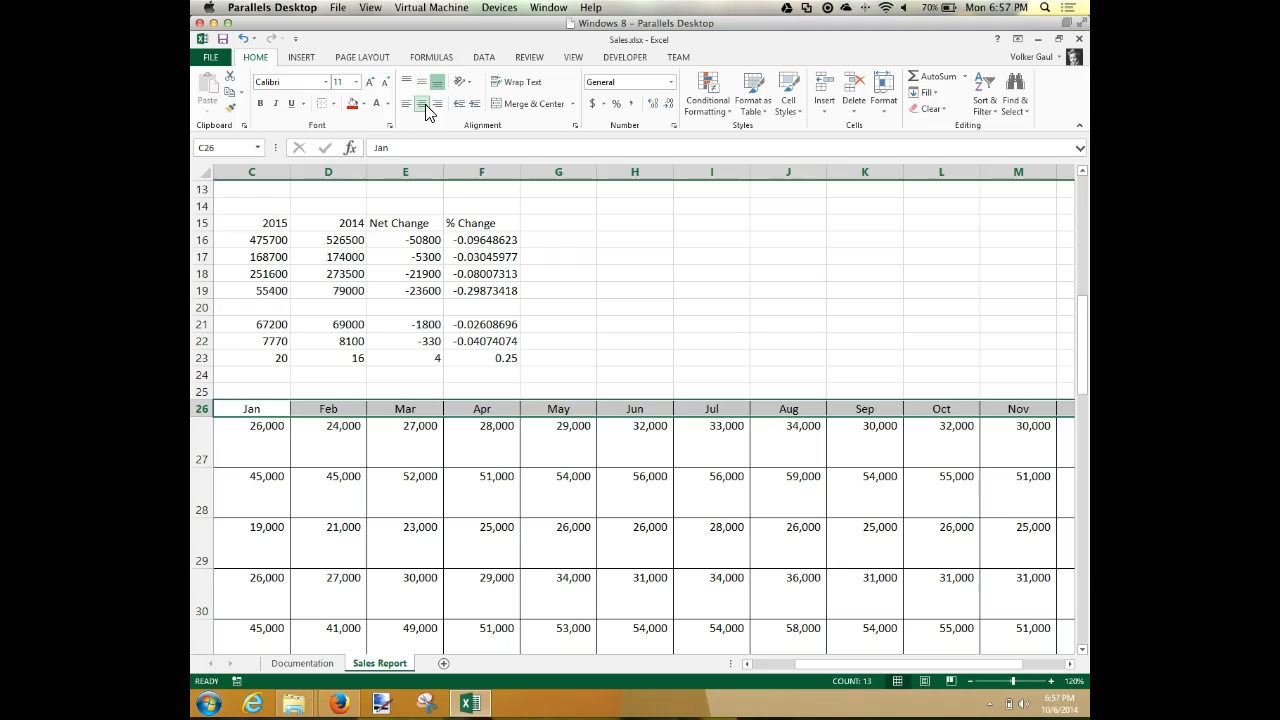 Parallels Desktop File View Virtual Machine Devices Window Help 70% Mon 6:57 PM
Windows 8 - Parallels Desktop
Sales.xlsx - Excel
FILE HOME INSERT PAGE LAYOUT FORMULAS DATA REVIEW VIEW DEVELOPER TEAM Volker Gaul
Paste Calibri 11 A A Wrap Text General Conditional Formatting Format as Table Cell Styles Insert Delete Format AutoSum Fill Clear Sort & Filter Find & Select
B I U A Merge & Center $ % ,
Clipboard Font Alignment Number Styles Cells Editing
C26 fx Jan
C D E F G H I J K L M
13
14
15 2015 2014 Net Change % Change
16 475700 526500 -50800 -0.09648623
17 168700 174000 -5300 -0.03045977
18 251600 273500 -21900 -0.08007313
19 55400 79000 -23600 -0.29873418
20
21 67200 69000 -1800 -0.02608696
22 7770 8100 -330 -0.04074074
23 20 16 4 0.25
24
25
26 Jan Feb Mar Apr May Jun Jul Aug Sep Oct Nov
26,000 24,000 27,000 28,000 29,000 32,000 33,000 34,000 30,000 32,000 30,000
27
45,000 45,000 52,000 51,000 54,000 56,000 56,000 59,000 54,000 55,000 51,000
28
19,000 21,000 23,000 25,000 26,000 26,000 28,000 26,000 25,000 26,000 25,000
29
26,000 27,000 30,000 29,000 34,000 31,000 34,000 36,000 31,000 31,000 31,000
30
45,000 41,000 49,000 51,000 53,000 54,000 54,000 58,000 54,000 55,000 51,000
Documentation Sales Report
READY COUNT: 13 120%
6:57 PM
10/6/2014